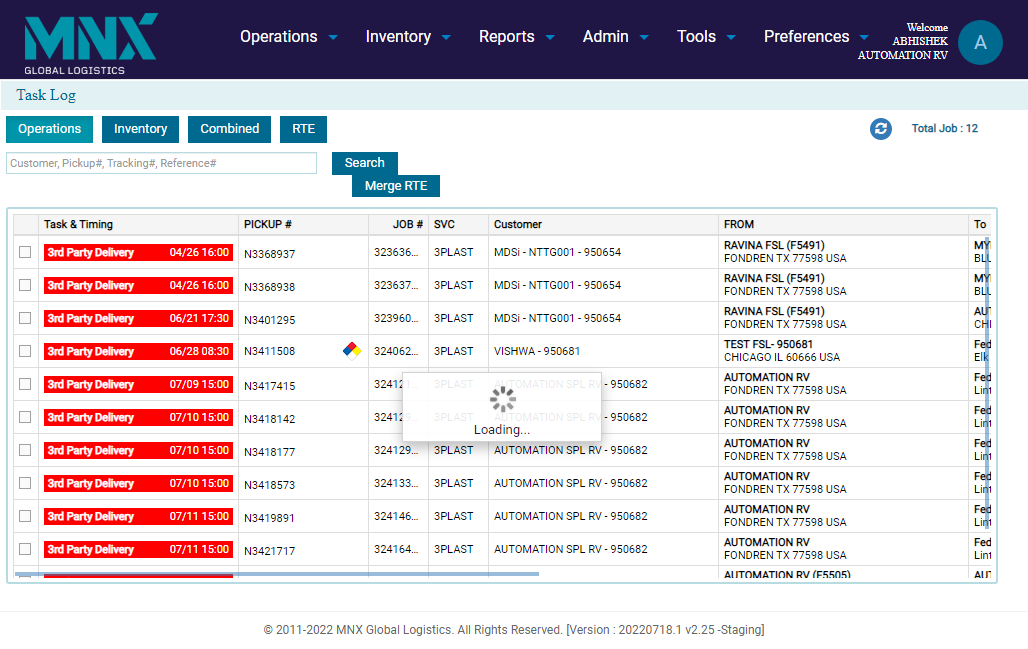 MNX
GLOBAL LOGISTICS
Operations Inventory Reports Admin Tools Preferences
Welcome
ABHISHEK
AUTOMATION RV
A
Task Log
Operations Inventory Combined RTE
Total Job : 12
Customer, Pickup#, Tracking#, Reference# Search
Merge RTE
Task & Timing PICKUP # JOB # SVC Customer FROM To
3rd Party Delivery 04/26 16:00 N3368937 323636... 3PLAST MDSi - NTTG001 - 950654 RAVINA FSL (F5491)
FONDREN TX 77598 USA
3rd Party Delivery 04/26 16:00 N3368938 323637... 3PLAST MDSi - NTTG001 - 950654 RAVINA FSL (F5491)
FONDREN TX 77598 USA
3rd Party Delivery 06/21 17:30 N3401295 323960... 3PLAST MDSi - NTTG001 - 950654 RAVINA FSL (F5491)
FONDREN TX 77598 USA
3rd Party Delivery 06/28 08:30 N3411508 324062... 3PLAST VISHWA - 950681 TEST FSL- 950681 Fed
CHICAGO IL 60666 USA Elk
3rd Party Delivery 07/09 15:00 N3417415 3PLAST AUTOMATION SPL RV - 950682 AUTOMATION RV Fed
FONDREN TX 77598 USA Lint
3rd Party Delivery 07/10 15:00 N3418142 3PLAST AUTOMATION SPL RV - 950682 AUTOMATION RV Fed
FONDREN TX 77598 USA Lint
Loading...
3rd Party Delivery 07/10 15:00 N3418177 324129... 3PLAST AUTOMATION SPL RV - 950682 AUTOMATION RV Fed
FONDREN TX 77598 USA Lint
3rd Party Delivery 07/10 15:00 N3418573 324133... 3PLAST AUTOMATION SPL RV - 950682 AUTOMATION RV Fed
FONDREN TX 77598 USA Lint
3rd Party Delivery 07/11 15:00 N3419891 324146... 3PLAST AUTOMATION SPL RV - 950682 AUTOMATION RV Fed
FONDREN TX 77598 USA Lint
3rd Party Delivery 07/11 15:00 N3421717 324164... 3PLAST AUTOMATION SPL RV - 950682 AUTOMATION RV Fed
FONDREN TX 77598 USA Lint
AUTOMATION RV (F5505) AUT
© 2011-2022 MNX Global Logistics. All Rights Reserved. [Version : 20220718.1 v2.25 -Staging]